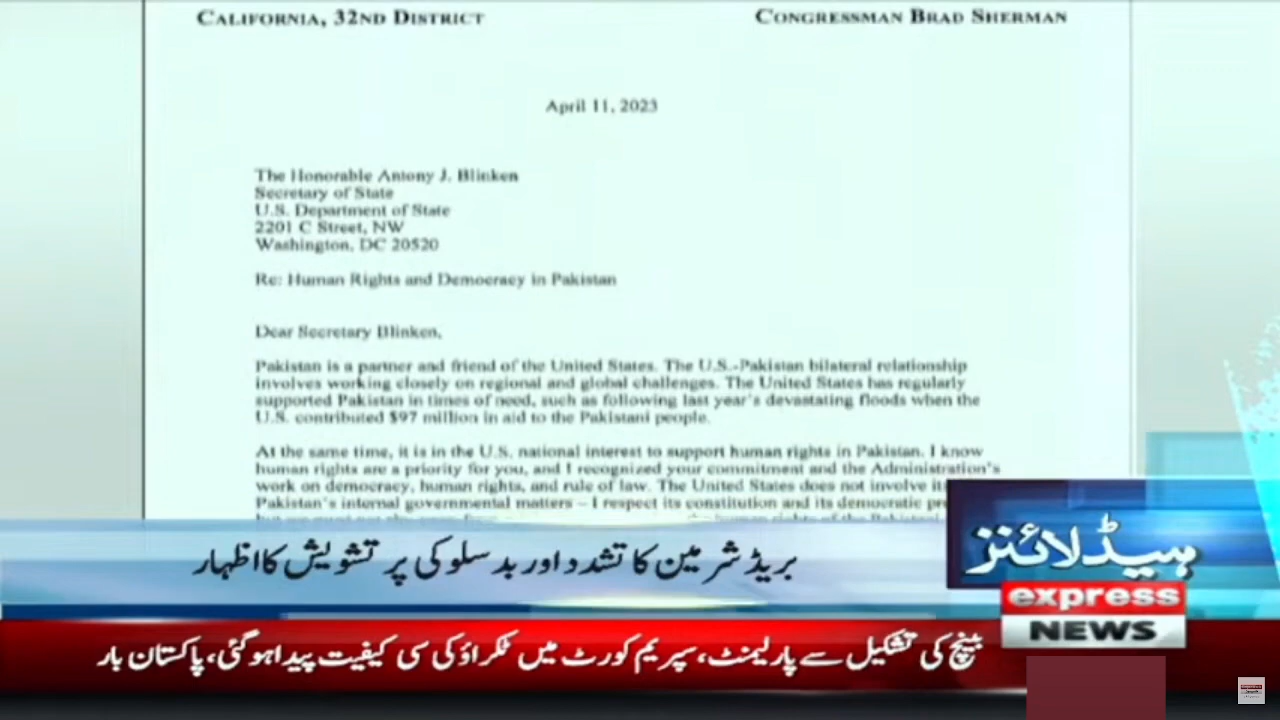 CALIFORNIA, 32ND DISTRICT
CONGRESSMAN BRAD SHERMAN
April 11, 2023
The Honorable Antony J. Blinken
Secretary of State
U.S. Department of State
2201 C Street, NW
Washington, DC 20520
Re: Human Rights and Democracy in Pakistan
Dear Secretary Blinken,
Pakistan is a partner and friend of the United States. The U.S.-Pakistan bilateral relationship
involves working closely on regional and global challenges. The United States has regularly
supported Pakistan in times of need, such as following last year's devastating floods when the
U.S. contributed $97 million in aid to the Pakistani people.
At the same time, it is in the U.S. national interest to support human rights in Pakistan. I know
human rights are a priority for you, and I recognized your commitment and the Administration's
work on democracy, human rights, and rule of law. The United States does not involve
Pakistan's internal governmental matters – I respect its constitution and its democratic
ہیڈلائنز
بریڈ شرمین کا تشدد اور بدسلوکی پر تشویش کا اظہار
express
NEWS
بینچ کی تشکیل سے پارلیمنٹ، سپریم کورٹ میں ٹکراؤ کی سی کیفیت پیدا ہوگئی، پاکستان بار